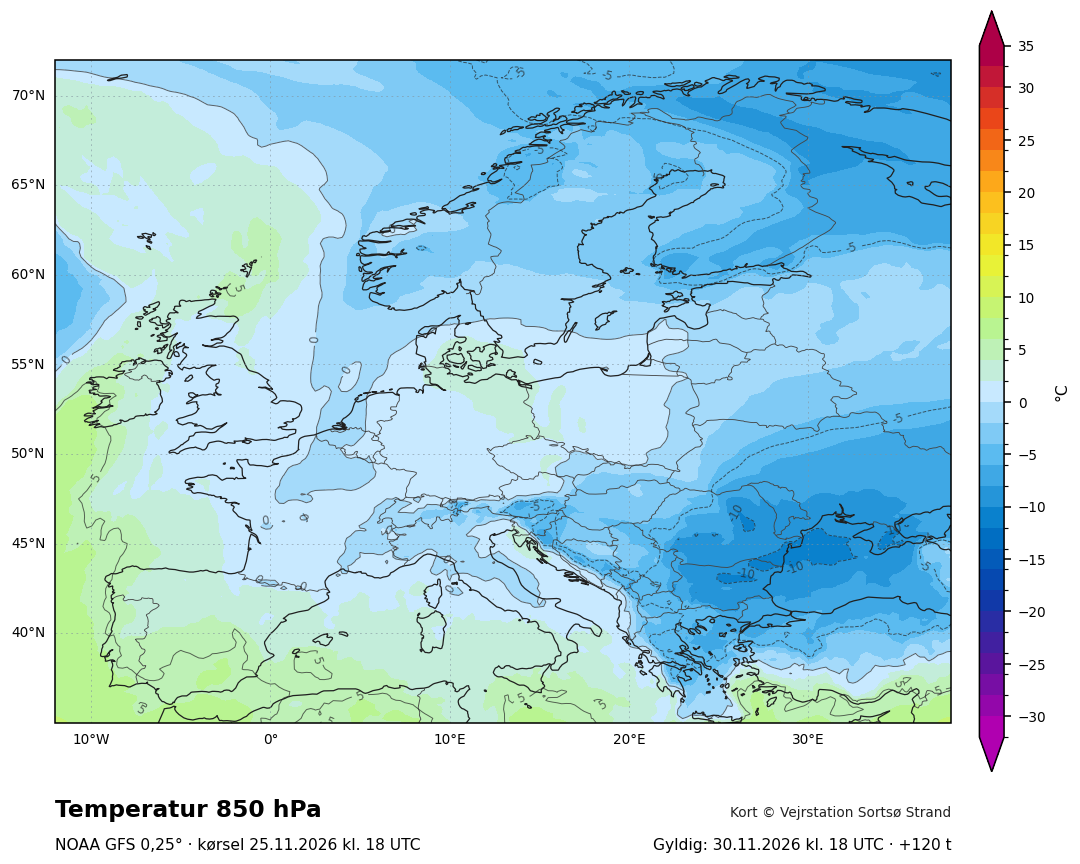 35
30
25
20
15
10
5
0
−5
−10
−15
−20
−25
−30
°C
70°N
65°N
60°N
55°N
50°N
45°N
40°N
10°W
0°
10°E
20°E
30°E
Temperatur 850 hPa
Kort © Vejrstation Sortsø Strand
NOAA GFS 0,25° · kørsel 25.11.2026 kl. 18 UTC
Gyldig: 30.11.2026 kl. 18 UTC · +120 t